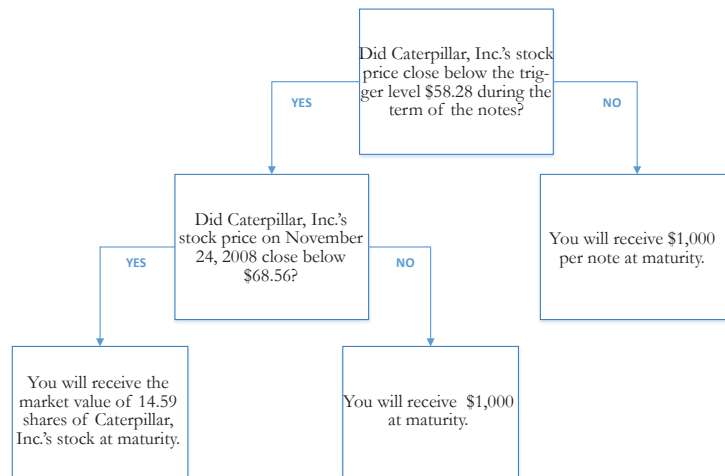 Did Caterpillar, Inc.'s stock
price close below the trig-
ger level $58.28 during the
term of the notes?
YES
NO
Did Caterpillar, Inc.'s
stock price on November
24, 2008 close below
$68.56?
You will receive $1,000
per note at maturity.
YES
NO
You will receive the
market value of 14.59
shares of Caterpillar,
Inc.'s stock at maturity.
You will receive $1,000
at maturity.